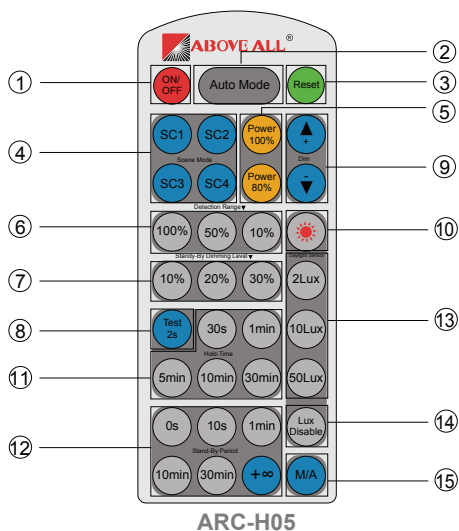 ABOVE ALL®
① ② ③
ON/OFF Auto Mode Reset
④ ⑤
SC1 SC2 Power 100% ▲ +
Scene Mode Dim
SC3 SC4 Power 80% - ▼
⑨
Detection Range▼
⑥ 100% 50% 10% ⑩
Standy-By Dimming Level▼ Daylight Sensor
⑦ 10% 20% 30% 2Lux
⑧ Test 2s 30s 1min 10Lux ⑬
Hold-Time
⑪ 5min 10min 30min 50Lux
⑫ 0s 10s 1min Lux Disable ⑭
Stand-By Period
10min 30min +∞ M/A ⑮
ARC-H05